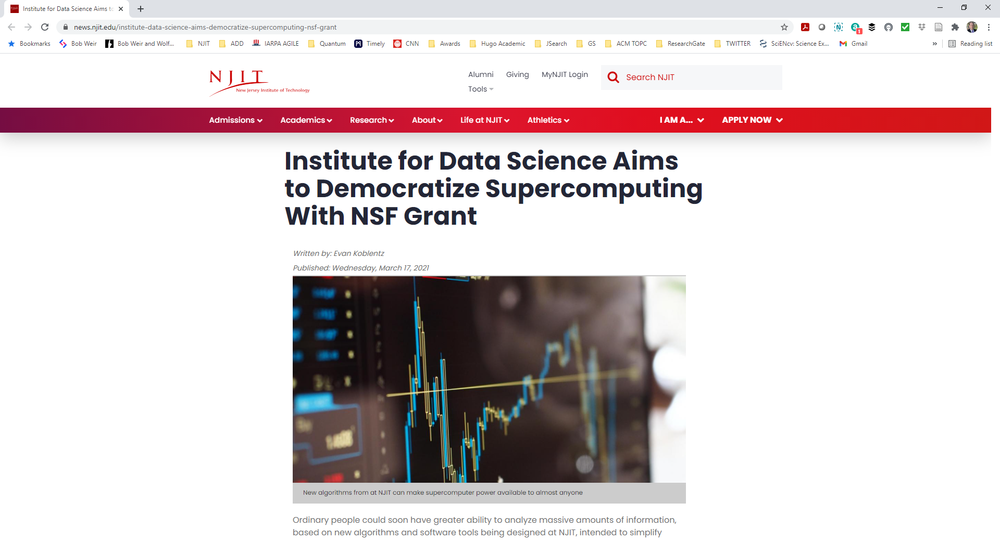 Institute for Data Science Aims to
news.njit.edu/institute-data-science-aims-democratize-supercomputing-nsf-grant
1
Bookmarks Bob Weir Bob Weir and Wolf... NJIT ADD IARPA AGILE Quantum Timely CNN Awards Hugo Academic JSearch GS ACM TOPC ResearchGate TWITTER SciENcv: Science Ex... Gmail » Reading list
NJIT
New Jersey Institute of Technology
Alumni Giving MyNJIT Login
Tools
Search NJIT
Admissions Academics Research About Life at NJIT Athletics I AM A... APPLY NOW
Institute for Data Science Aims
to Democratize Supercomputing
With NSF Grant
Written by: Evan Koblentz
Published: Wednesday, March 17, 2021
New algorithms from at NJIT can make supercomputer power available to almost anyone
Ordinary people could soon have greater ability to analyze massive amounts of information,
based on new algorithms and software tools being designed at NJIT, intended to simplify